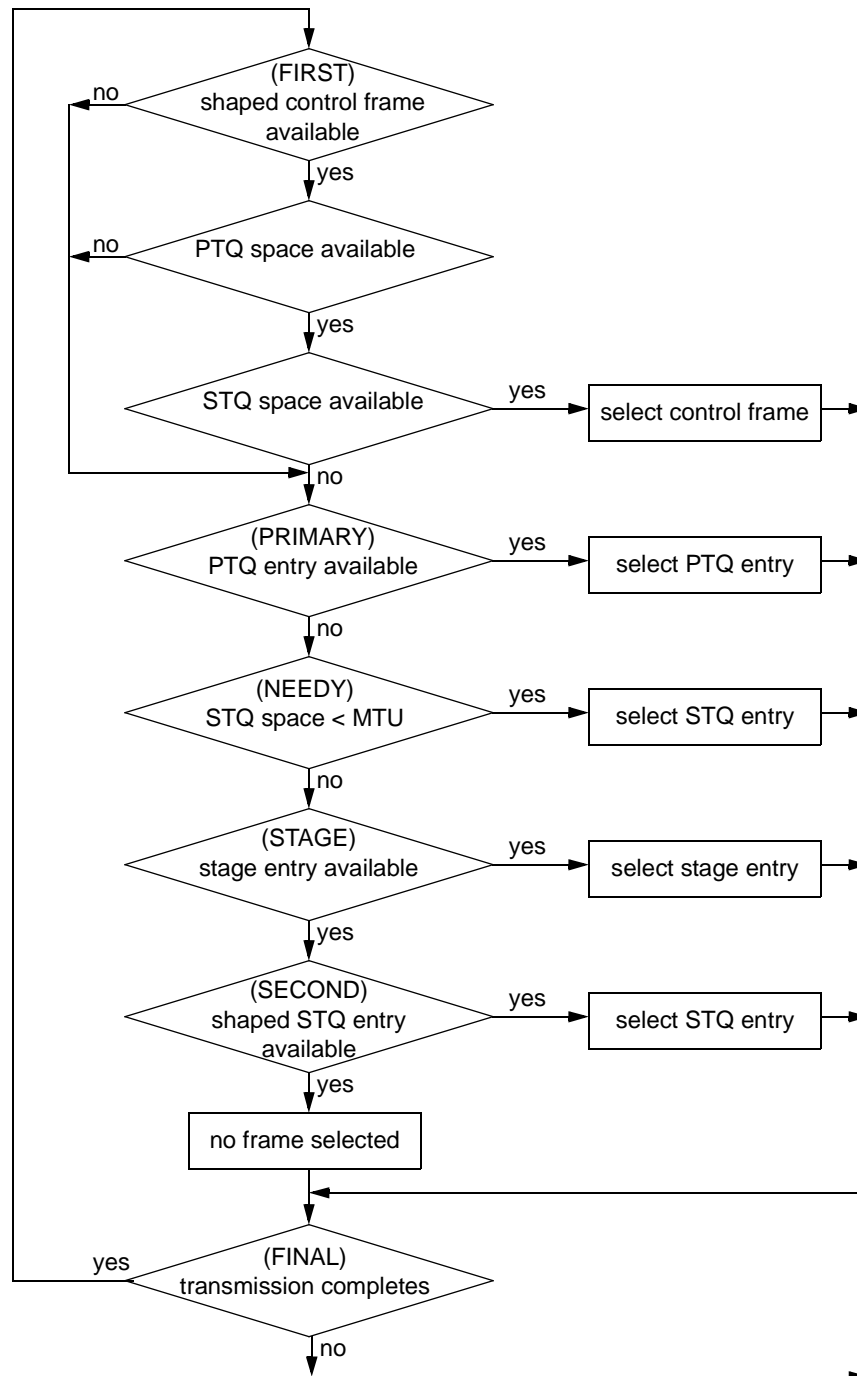 (FIRST)
shaped control frame
available
no
yes
PTQ space available
no
yes
STQ space available
yes
select control frame
no
(PRIMARY)
PTQ entry available
yes
select PTQ entry
no
(NEEDY)
STQ space < MTU
yes
select STQ entry
no
(STAGE)
stage entry available
yes
select stage entry
yes
(SECOND)
shaped STQ entry
available
yes
select STQ entry
yes
no frame selected
(FINAL)
transmission completes
yes
no